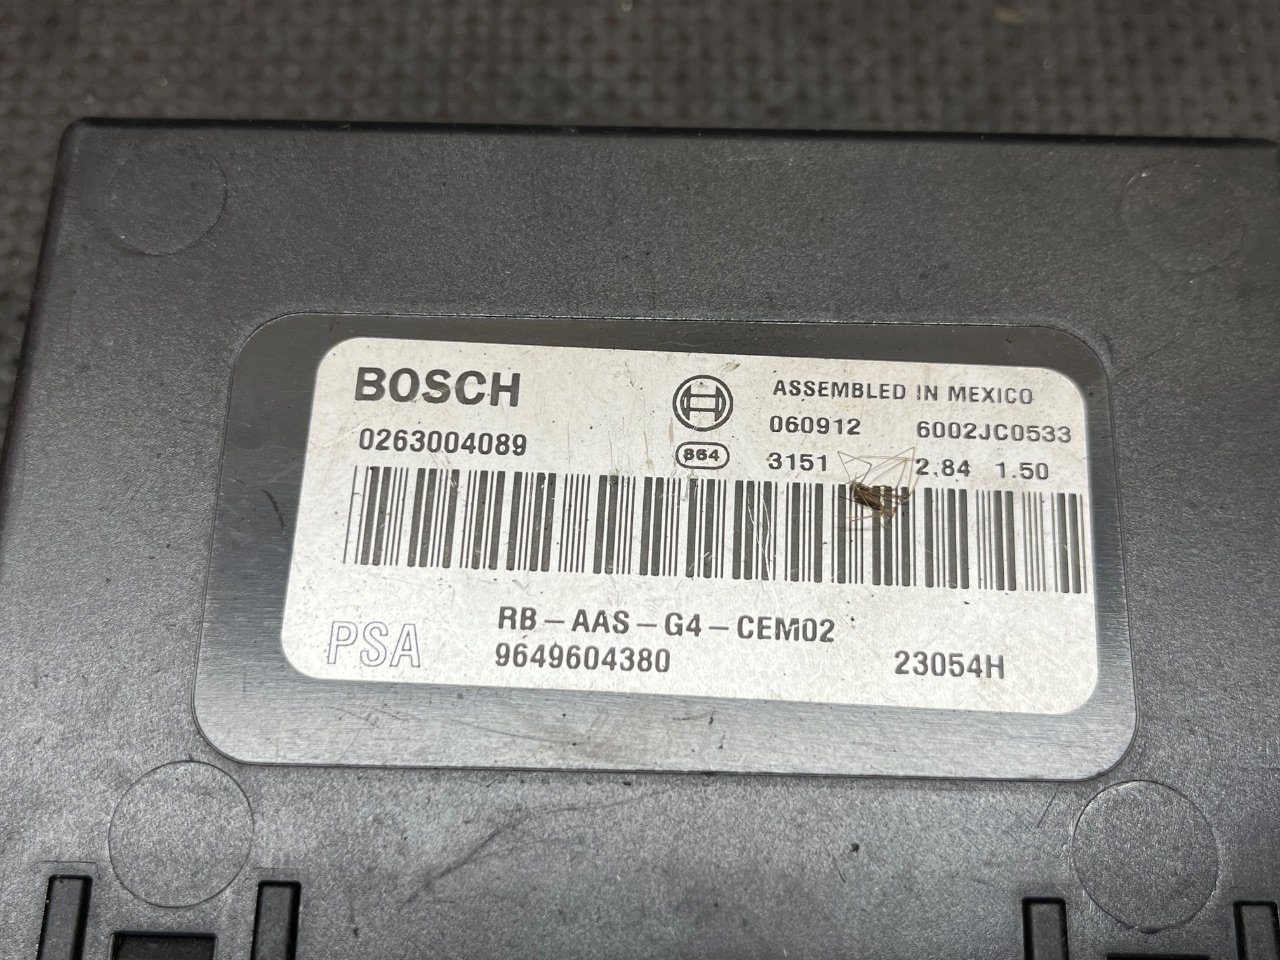 BOSCH
ASSEMBLED IN MEXICO
0263004089
060912 6002JC0533
864 3151 2.84 1.50
RB-AAS-G4-CEM02
PSA 9649604380 23054H